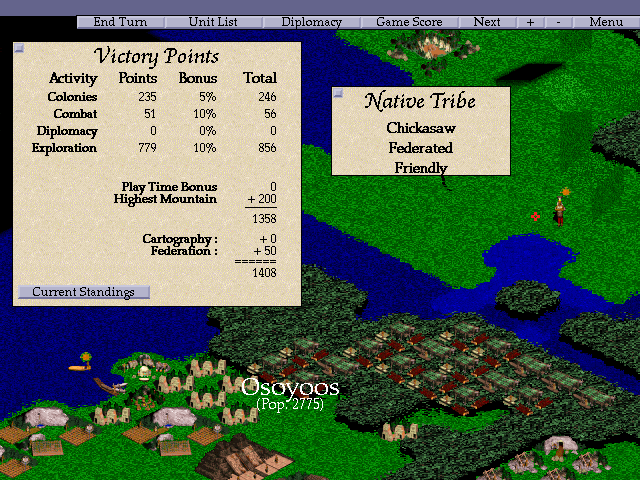 End Turn Unit List Diplomacy Game Score Next + - Menu
Victory Points
Activity Points Bonus Total
Colonies 235 5% 246
Combat 51 10% 56
Diplomacy 0 0% 0
Exploration 779 10% 856
Play Time Bonus 0
Highest Mountain + 200
1358
Cartography : + 0
Federation : + 50
======
1408
Current Standings
Native Tribe
Chickasaw
Federated
Friendly
Osoyoos
(Pop. 2775)